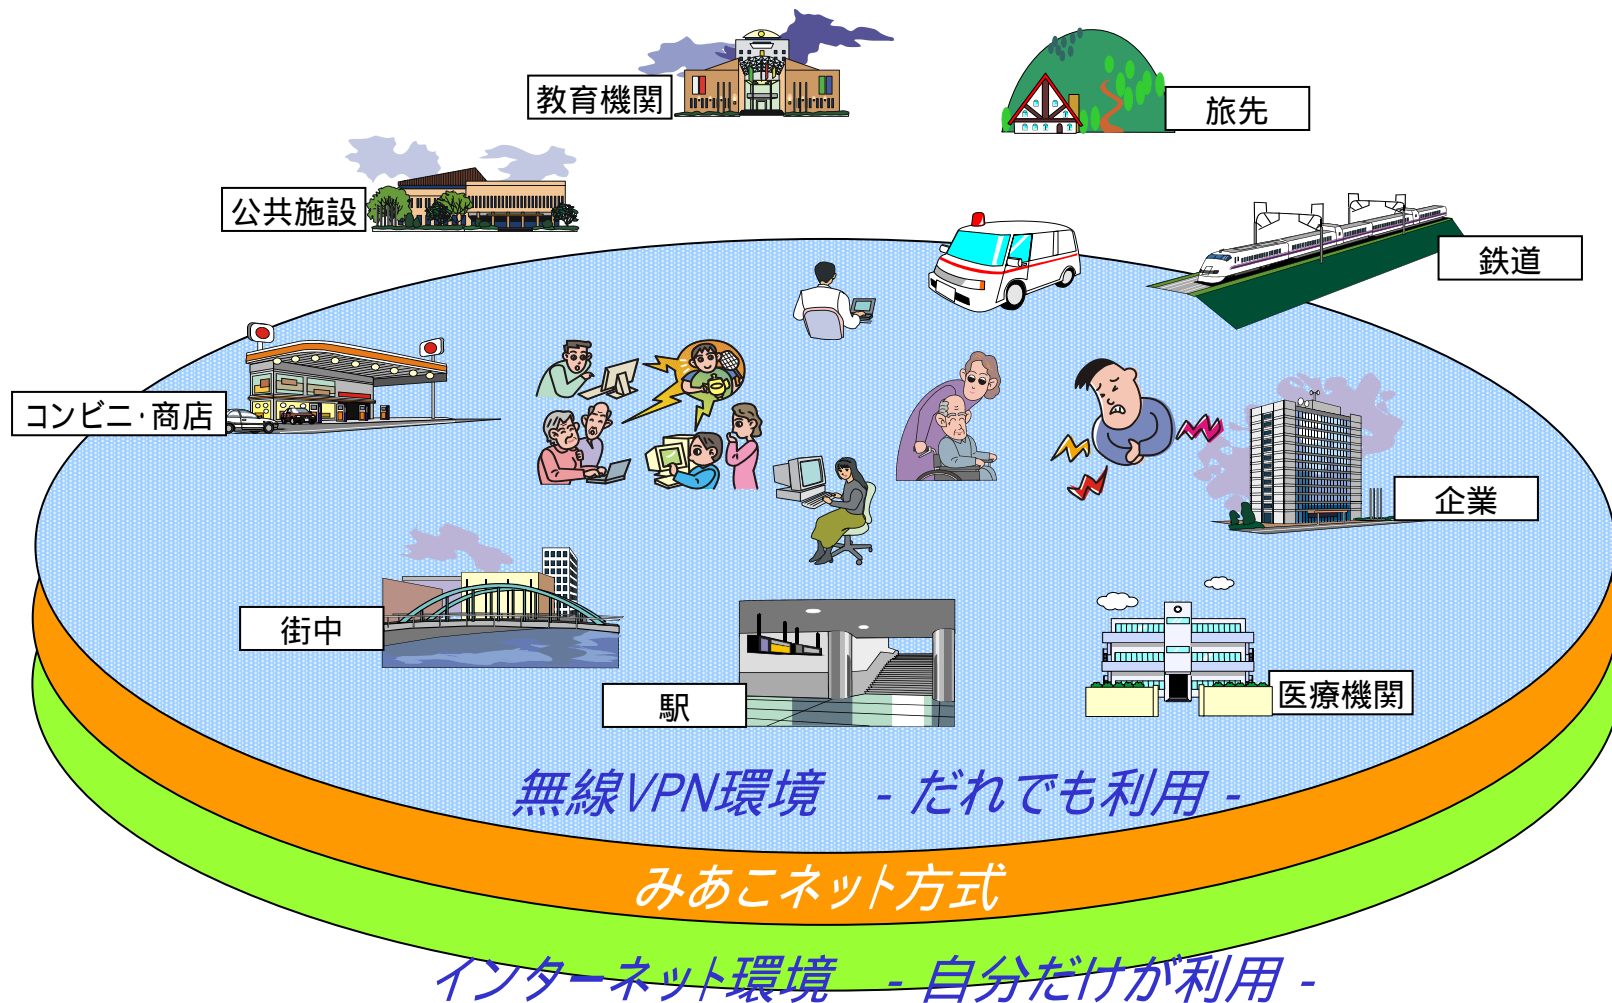 教育機関
旅先
公共施設
鉄道
コンビニ・商店
企業
街中
医療機関
駅
無線VPN環境 - だれでも利用 -
みあこネット方式
インターネット環境 - 自分だけが利用 -